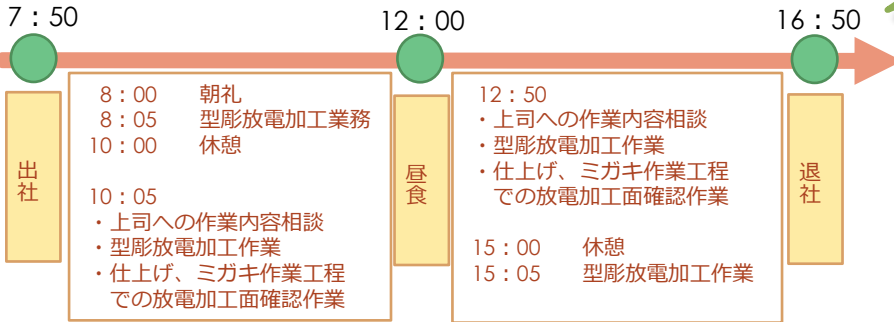 7：50
12：00
16：50
出社
8：00 朝礼
8：05 型彫放電加工業務
10：00 休憩
10：05
・上司への作業内容相談
・型彫放電加工作業
・仕上げ、ミガキ作業工程
での放電加工面確認作業
昼食
12：50
・上司への作業内容相談
・型彫放電加工作業
・仕上げ、ミガキ作業工程
での放電加工面確認作業
15：00 休憩
15：05 型彫放電加工作業
退社